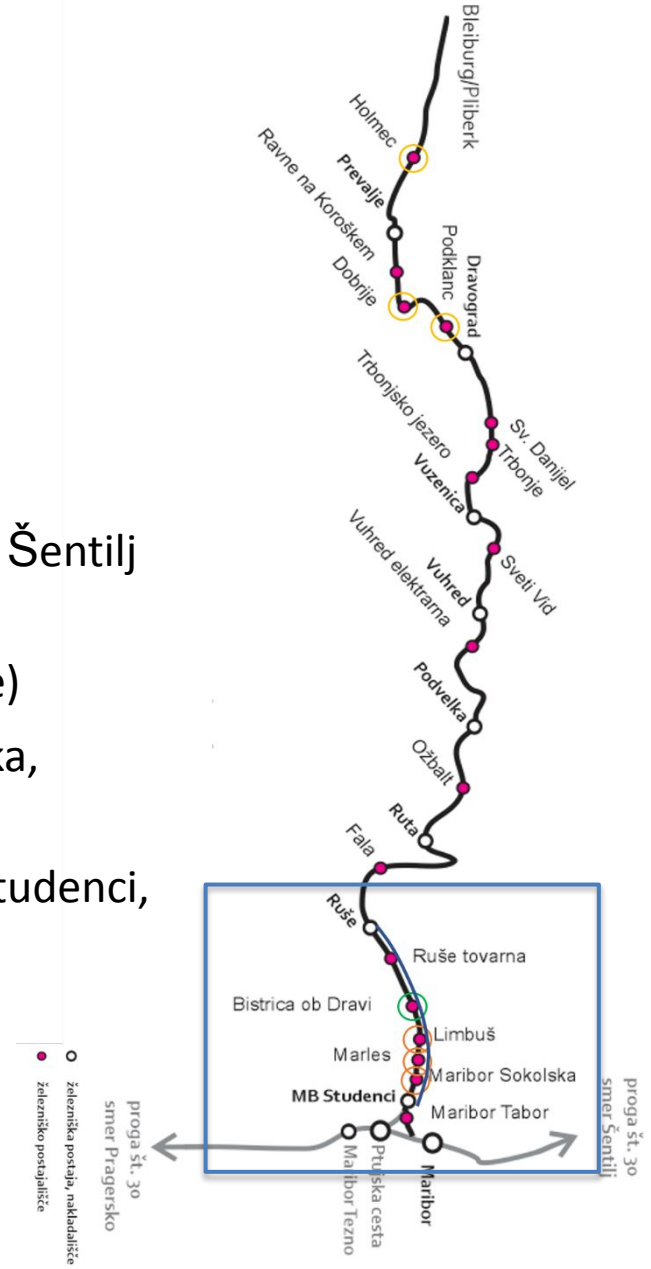 Bleiburg/Pliberk
Holmec
Prevalje
Ravne na Koroškem
Dobrije
Podklanc
Dravograd
Sv. Danijel
Trbonje
Trbonjsko jezero
Vuzenica
Sveti Vid
Vuhred
Vuhred elektrarna
Podvelka
Ožbalt
Ruta
Fala
Šentilj
e)
ka,
tudenci,
Ruše
Ruše tovarna
Bistrica ob Dravi
Limbuš
Marles
Maribor Sokolska
MB Studenci
Maribor Tabor
Maribor
Ptujska cesta
Maribor Tezno
proga št. 30
smer Šentilj
proga št. 30
smer Pragersko
železniška postaja, nakladališče
železniško postajališče